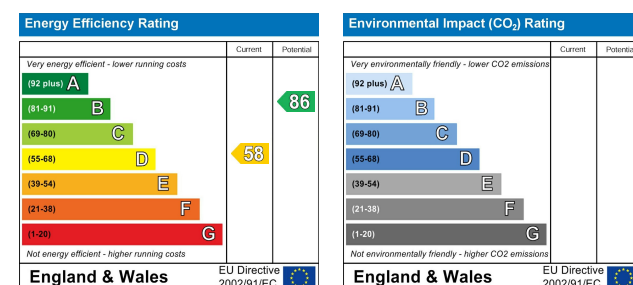 Energy Efficiency Rating
Current Potential
Very energy efficient - lower running costs
(92 plus) A
(81-91) B
86
(69-80) C
(55-68) D
58
(39-54) E
(21-38) F
(1-20) G
Not energy efficient - higher running costs
England & Wales
EU Directive
2002/91/EC
Environmental Impact (CO₂) Rating
Current Potential
Very environmentally friendly - lower CO2 emissions
(92 plus) A
(81-91) B
(69-80) C
(55-68) D
(39-54) E
(21-38) F
(1-20) G
Not environmentally friendly - higher CO2 emissions
England & Wales
EU Directive
2002/91/EC